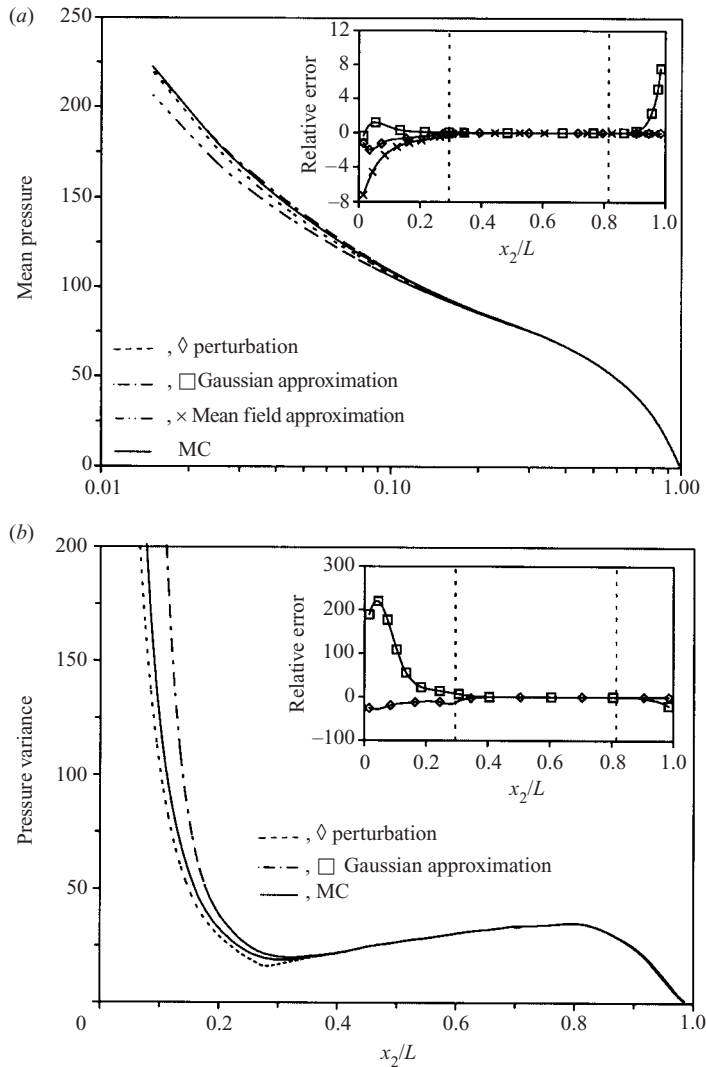 (a)
250
200
150
100
75
50
25
0
0.01
0.10
1.00
Mean pressure
12
8
4
0
−4
−8
Relative error
0
0.2
0.4
0.6
0.8
1.0
x2/L
, ◊ perturbation
, □ Gaussian approximation
, × Mean field approximation
MC
(b)
200
150
100
50
0
Pressure variance
300
200
100
0
−100
Relative error
0
0.2
0.4
0.6
0.8
1.0
x2/L
, ◊ perturbation
, □ Gaussian approximation
, MC
0.2
0.4
0.6
0.8
1.0
x2/L